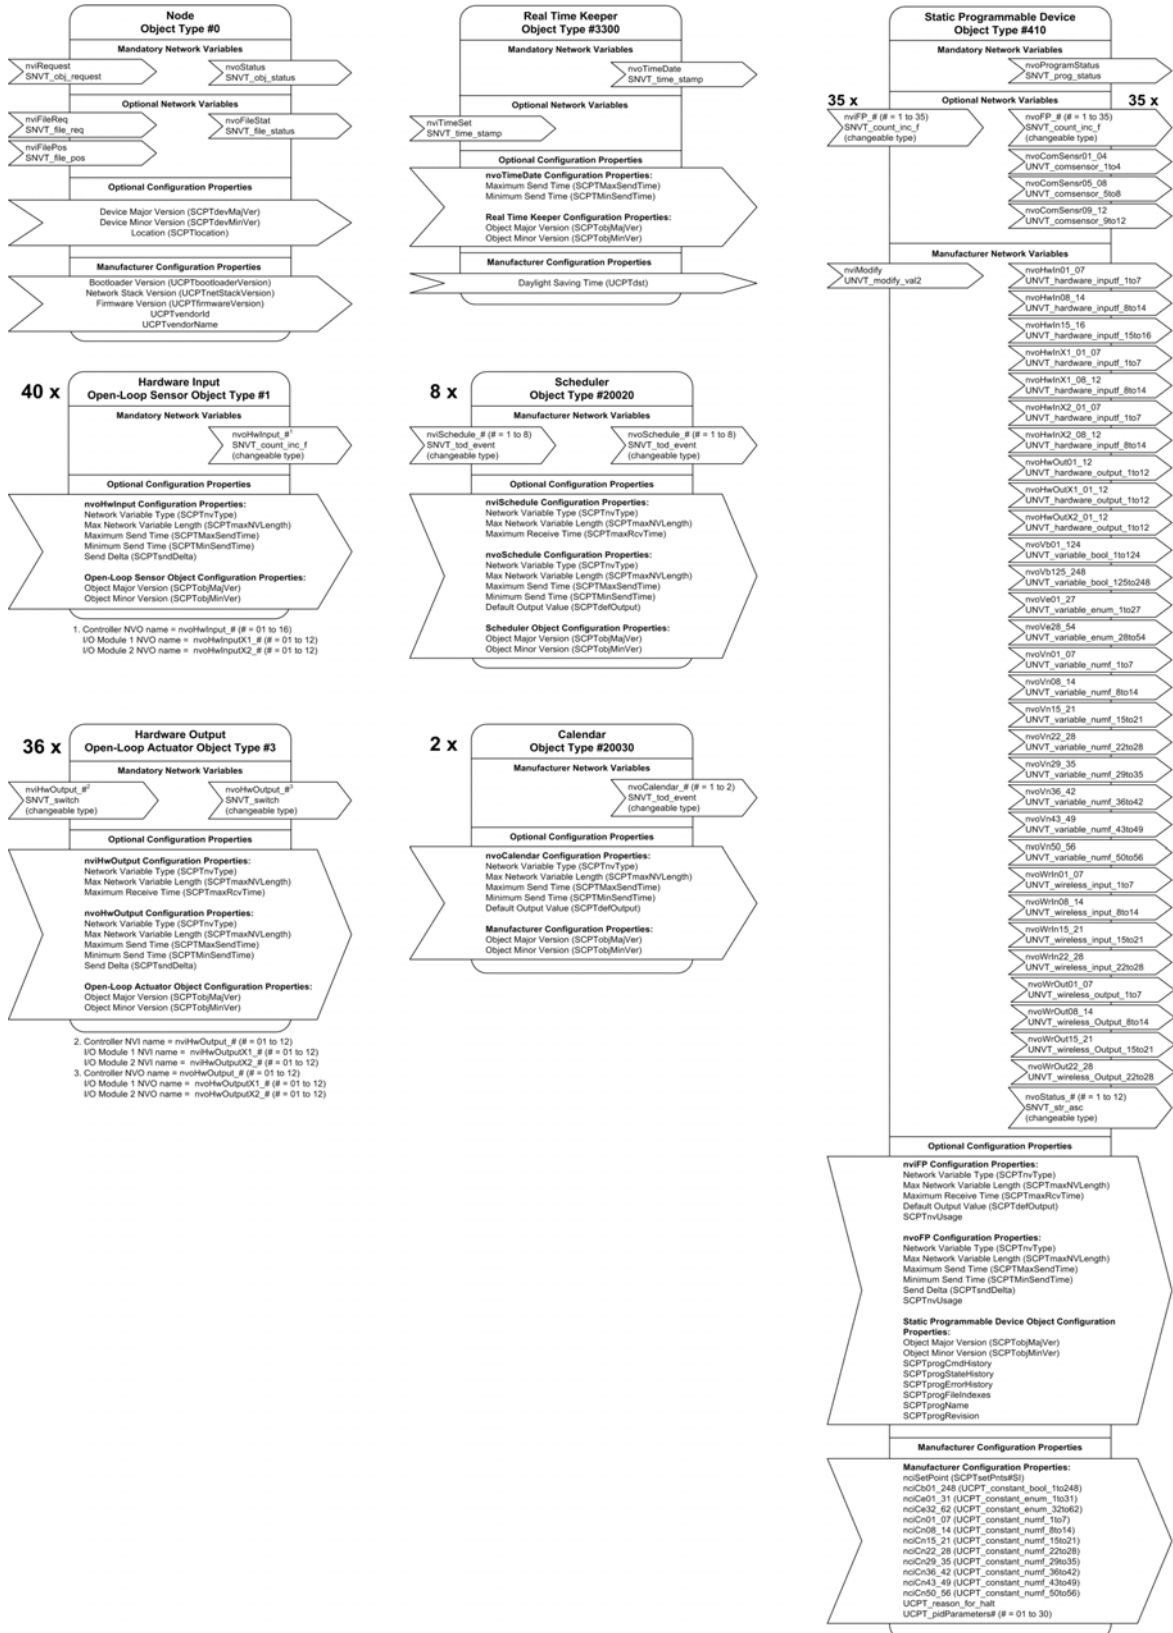 Node
Object Type #0
Mandatory Network Variables
nviRequest
SNVT_obj_request
nvoStatus
SNVT_obj_status
Optional Network Variables
nviFileReq
SNVT_file_req
nvoFileStat
SNVT_file_status
nviFilePos
SNVT_file_pos
Optional Configuration Properties
Device Major Version (SCPTdevMajVer)
Device Minor Version (SCPTdevMinVer)
Location (SCPTlocation)
Manufacturer Configuration Properties
Bootloader Version (UCPTbootloaderVersion)
Network Stack Version (UCPTnetStackVersion)
Firmware Version (UCPTfirmwareVersion)
UCPTvendorId
UCPTvendorName
40 x
Hardware Input
Open-Loop Sensor Object Type #1
Mandatory Network Variables
nvoHwInput_#1
SNVT_count_inc_f
(changeable type)
Optional Configuration Properties
nvoHwInput Configuration Properties:
Network Variable Type (SCPTnvType)
Max Network Variable Length (SCPTmaxNVLength)
Maximum Send Time (SCPTMaxSendTime)
Minimum Send Time (SCPTMinSendTime)
Send Delta (SCPTsndDelta)
Open-Loop Sensor Object Configuration Properties:
Object Major Version (SCPTobjMajVer)
Object Minor Version (SCPTobjMinVer)
1. Controller NVO name = nvoHwInput_# (# = 01 to 16)
I/O Module 1 NVO name = nvoHwInputX1_# (# = 01 to 12)
I/O Module 2 NVO name = nvoHwInputX2_# (# = 01 to 12)
36 x
Hardware Output
Open-Loop Actuator Object Type #3
Mandatory Network Variables
nviHwOutput_#2
SNVT_switch
(changeable type)
nvoHwOutput_#3
SNVT_switch
(changeable type)
Optional Configuration Properties
nviHwOutput Configuration Properties:
Network Variable Type (SCPTnvType)
Max Network Variable Length (SCPTmaxNVLength)
Maximum Receive Time (SCPTmaxRcvTime)
nvoHwOutput Configuration Properties:
Network Variable Type (SCPTnvType)
Max Network Variable Length (SCPTmaxNVLength)
Maximum Send Time (SCPTMaxSendTime)
Minimum Send Time (SCPTMinSendTime)
Send Delta (SCPTsndDelta)
Open-Loop Actuator Object Configuration Properties:
Object Major Version (SCPTobjMajVer)
Object Minor Version (SCPTobjMinVer)
2. Controller NVI name = nviHwOutput_# (# = 01 to 12)
I/O Module 1 NVI name = nviHwOutputX1_# (# = 01 to 12)
I/O Module 2 NVI name = nviHwOutputX2_# (# = 01 to 12)
3. Controller NVO name = nvoHwOutput_# (# = 01 to 12)
I/O Module 1 NVO name = nvoHwOutputX1_# (# = 01 to 12)
I/O Module 2 NVO name = nvoHwOutputX2_# (# = 01 to 12)
Real Time Keeper
Object Type #3300
Mandatory Network Variables
nvoTimeDate
SNVT_time_stamp
Optional Network Variables
nviTimeSet
SNVT_time_stamp
Optional Configuration Properties
nvoTimeDate Configuration Properties:
Maximum Send Time (SCPTMaxSendTime)
Minimum Send Time (SCPTMinSendTime)
Real Time Keeper Configuration Properties:
Object Major Version (SCPTobjMajVer)
Object Minor Version (SCPTobjMinVer)
Manufacturer Configuration Properties
Daylight Saving Time (UCPTdst)
8 x
Scheduler
Object Type #20020
Manufacturer Network Variables
nviSchedule_# (# = 1 to 8)
SNVT_tod_event
(changeable type)
nvoSchedule_# (# = 1 to 8)
SNVT_tod_event
(changeable type)
Optional Configuration Properties
nviSchedule Configuration Properties:
Network Variable Type (SCPTnvType)
Max Network Variable Length (SCPTmaxNVLength)
Maximum Receive Time (SCPTmaxRcvTime)
nvoSchedule Configuration Properties:
Network Variable Type (SCPTnvType)
Max Network Variable Length (SCPTmaxNVLength)
Maximum Send Time (SCPTMaxSendTime)
Minimum Send Time (SCPTMinSendTime)
Default Output Value (SCPTdefOutput)
Scheduler Object Configuration Properties:
Object Major Version (SCPTobjMajVer)
Object Minor Version (SCPTobjMinVer)
2 x
Calendar
Object Type #20030
Manufacturer Network Variables
nvoCalendar_# (# = 1 to 2)
SNVT_tod_event
(changeable type)
Optional Configuration Properties
nvoCalendar Configuration Properties:
Network Variable Type (SCPTnvType)
Max Network Variable Length (SCPTmaxNVLength)
Maximum Send Time (SCPTMaxSendTime)
Minimum Send Time (SCPTMinSendTime)
Default Output Value (SCPTdefOutput)
Manufacturer Configuration Properties:
Object Major Version (SCPTobjMajVer)
Object Minor Version (SCPTobjMinVer)
Static Programmable Device
Object Type #410
Mandatory Network Variables
nvoProgramStatus
SNVT_prog_status
35 x
Optional Network Variables
35 x
nviFP_# (# = 1 to 35)
SNVT_count_inc_f
(changeable type)
nvoFP_# (# = 1 to 35)
SNVT_count_inc_f
(changeable type)
nvoComSensr01_04
UNVT_comsensor_1to4
nvoComSensr05_08
UNVT_comsensor_5to8
nvoComSensr09_12
UNVT_comsensor_9to12
Manufacturer Network Variables
nviModify
UNVT_modify_val2
nvoHwIn01_07
UNVT_hardware_inputf_1to7
nvoHwIn08_14
UNVT_hardware_inputf_8to14
nvoHwIn15_16
UNVT_hardware_inputf_15to16
nvoHwInX1_01_07
UNVT_hardware_inputf_1to7
nvoHwInX1_08_12
UNVT_hardware_inputf_8to14
nvoHwInX2_01_07
UNVT_hardware_inputf_1to7
nvoHwInX2_08_12
UNVT_hardware_inputf_8to14
nvoHwOut01_12
UNVT_hardware_output_1to12
nvoHwOutX1_01_12
UNVT_hardware_output_1to12
nvoHwOutX2_01_12
UNVT_hardware_output_1to12
nvoVb01_124
UNVT_variable_bool_1to124
nvoVb125_248
UNVT_variable_bool_125to248
nvoVe01_27
UNVT_variable_enum_1to27
nvoVe28_54
UNVT_variable_enum_28to54
nvoVn01_07
UNVT_variable_numf_1to7
nvoVn08_14
UNVT_variable_numf_8to14
nvoVn15_21
UNVT_variable_numf_15to21
nvoVn22_28
UNVT_variable_numf_22to28
nvoVn29_35
UNVT_variable_numf_29to35
nvoVn36_42
UNVT_variable_numf_36to42
nvoVn43_49
UNVT_variable_numf_43to49
nvoVn50_56
UNVT_variable_numf_50to56
nvoWrIn01_07
UNVT_wireless_input_1to7
nvoWrIn08_14
UNVT_wireless_input_8to14
nvoWrIn15_21
UNVT_wireless_input_15to21
nvoWrIn22_28
UNVT_wireless_input_22to28
nvoWrOut01_07
UNVT_wireless_output_1to7
nvoWrOut08_14
UNVT_wireless_Output_8to14
nvoWrOut15_21
UNVT_wireless_Output_15to21
nvoWrOut22_28
UNVT_wireless_Output_22to28
nvoStatus_# (# = 1 to 12)
SNVT_str_asc
(changeable type)
Optional Configuration Properties
nviFP Configuration Properties:
Network Variable Type (SCPTnvType)
Max Network Variable Length (SCPTmaxNVLength)
Maximum Receive Time (SCPTmaxRcvTime)
Default Output Value (SCPTdefOutput)
SCPTnvUsage
nvoFP Configuration Properties:
Network Variable Type (SCPTnvType)
Max Network Variable Length (SCPTmaxNVLength)
Maximum Send Time (SCPTMaxSendTime)
Minimum Send Time (SCPTMinSendTime)
Send Delta (SCPTsndDelta)
SCPTnvUsage
Static Programmable Device Object Configuration
Properties:
Object Major Version (SCPTobjMajVer)
Object Minor Version (SCPTobjMinVer)
SCPTprogCmdHistory
SCPTprogStateHistory
SCPTprogErrorHistory
SCPTprogFileIndexes
SCPTprogName
SCPTprogRevision
Manufacturer Configuration Properties
Manufacturer Configuration Properties:
nciSetPoint (SCPTsetPnts#SI)
nciCb01_248 (UCPT_constant_bool_1to248)
nciCe01_31 (UCPT_constant_enum_1to31)
nciCe32_62 (UCPT_constant_enum_32to62)
nciCn01_07 (UCPT_constant_numf_1to7)
nciCn08_14 (UCPT_constant_numf_8to14)
nciCn15_21 (UCPT_constant_numf_15to21)
nciCn22_28 (UCPT_constant_numf_22to28)
nciCn29_35 (UCPT_constant_numf_29to35)
nciCn36_42 (UCPT_constant_numf_36to42)
nciCn43_49 (UCPT_constant_numf_43to49)
nciCn50_56 (UCPT_constant_numf_50to56)
UCPT_reason_for_halt
UCPT_pidParameters# (# = 01 to 30)